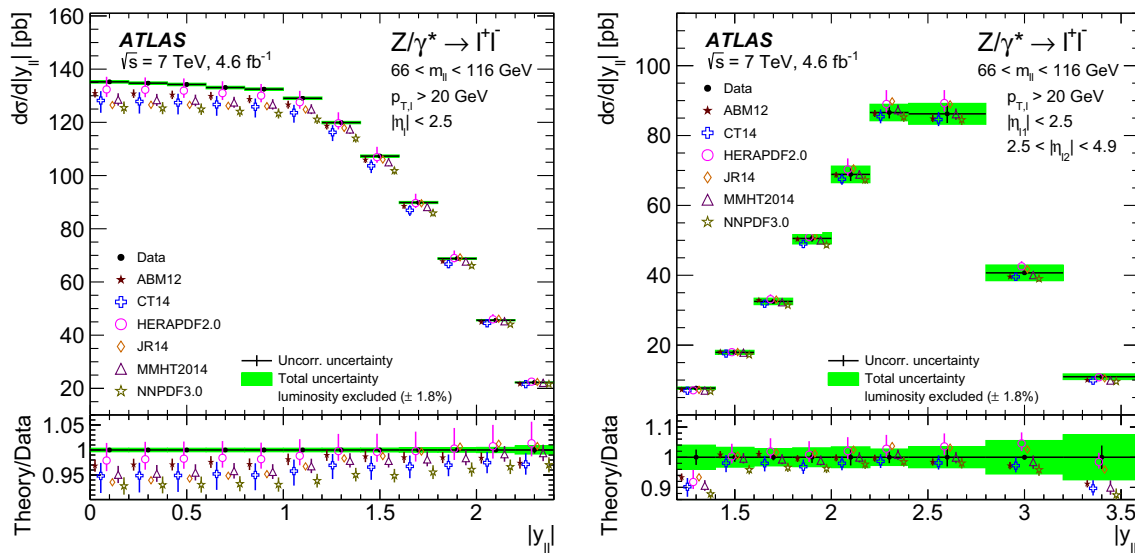 dσ/d|y_ll| [pb]
ATLAS
√s = 7 TeV, 4.6 fb⁻¹
Z/γ* → l⁺l⁻
66 < m_ll < 116 GeV
p_T,l > 20 GeV
|η_l| < 2.5
160
140
120
100
80
60
40
20
Data
ABM12
CT14
HERAPDF2.0
JR14
MMHT2014
NNPDF3.0
Uncorr. uncertainty
Total uncertainty
luminosity excluded (± 1.8%)
Theory/Data
1.05
1
0.95
0 0.5 1 1.5 2
|y_ll|
dσ/d|y_ll| [pb]
ATLAS
√s = 7 TeV, 4.6 fb⁻¹
Z/γ* → l⁺l⁻
66 < m_ll < 116 GeV
p_T,l > 20 GeV
|η_l1| < 2.5
2.5 < |η_l2| < 4.9
100
80
60
40
20
Data
ABM12
CT14
HERAPDF2.0
JR14
MMHT2014
NNPDF3.0
Uncorr. uncertainty
Total uncertainty
luminosity excluded (± 1.8%)
Theory/Data
1.1
1
0.9
1.5 2 2.5 3 3.5
|y_ll|